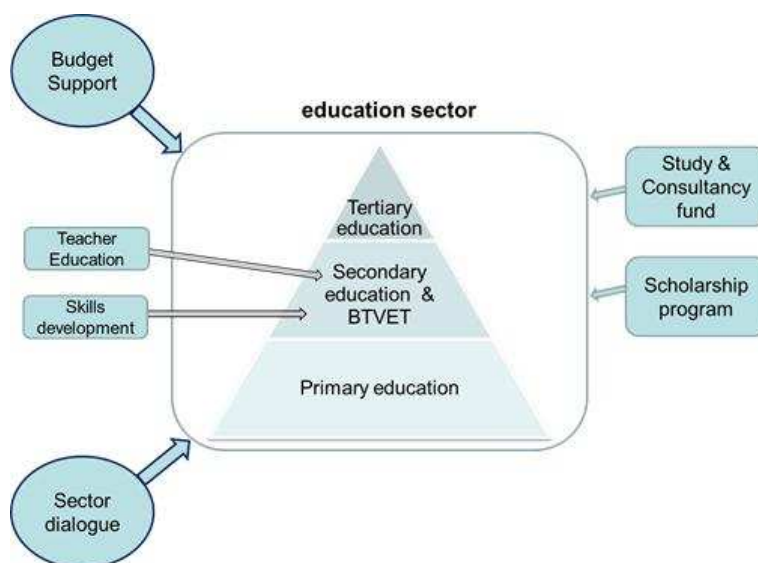 Budget
Support
education sector
Study &
Consultancy
fund
Tertiary
education
Teacher
Education
Secondary
education &
BTVET
Scholarship
program
Skills
development
Primary education
Sector
dialogue